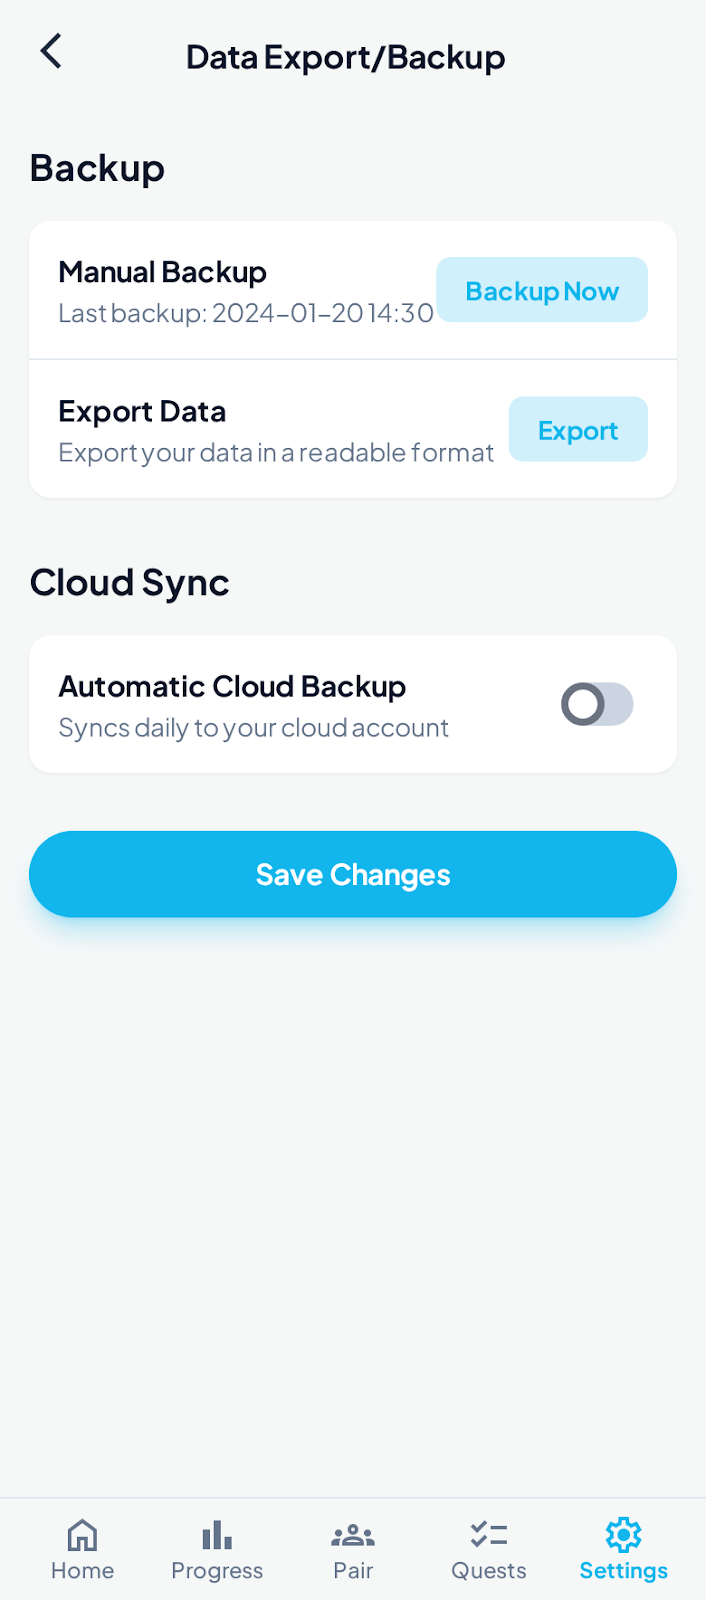 Data Export/Backup
Backup
Manual Backup
Last backup: 2024-01-20 14:30
Backup Now
Export Data
Export your data in a readable format
Export
Cloud Sync
Automatic Cloud Backup
Syncs daily to your cloud account
Save Changes
Home
Progress
Pair
Quests
Settings